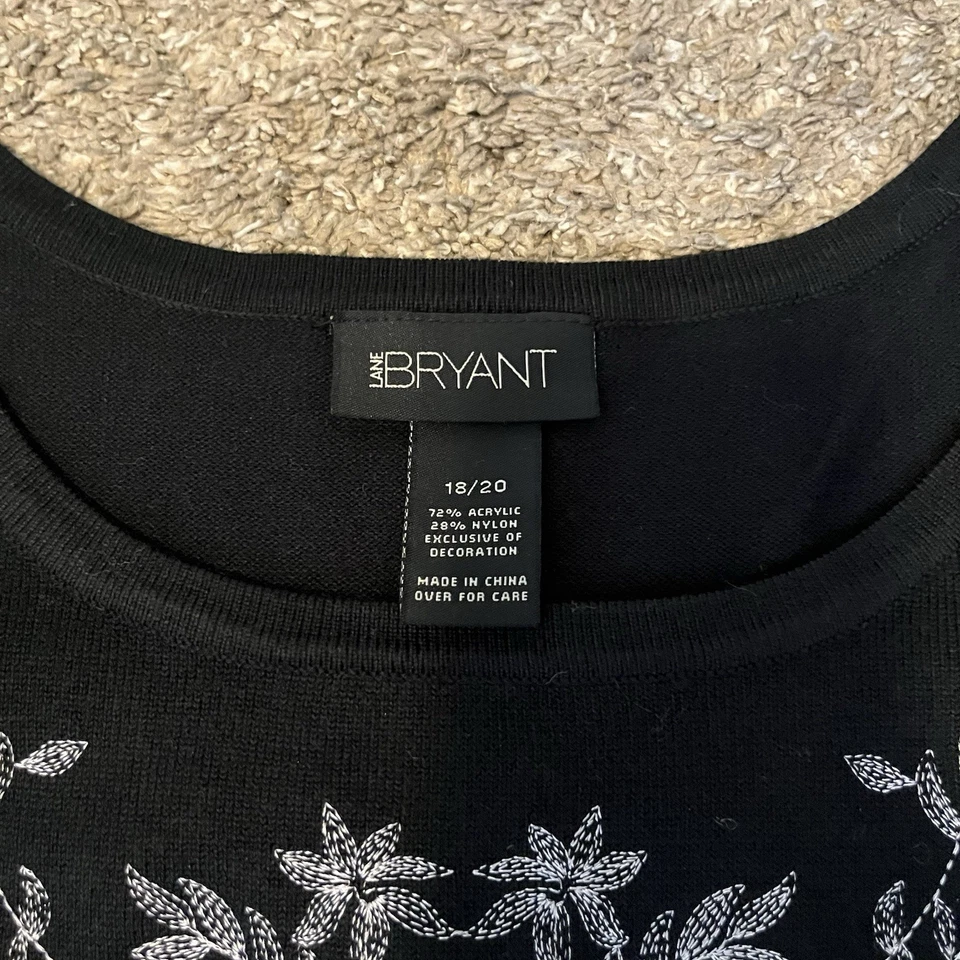 LANE BRYANT
18/20
72% ACRYLIC
28% NYLON
EXCLUSIVE OF
DECORATION
MADE IN CHINA
OVER FOR CARE